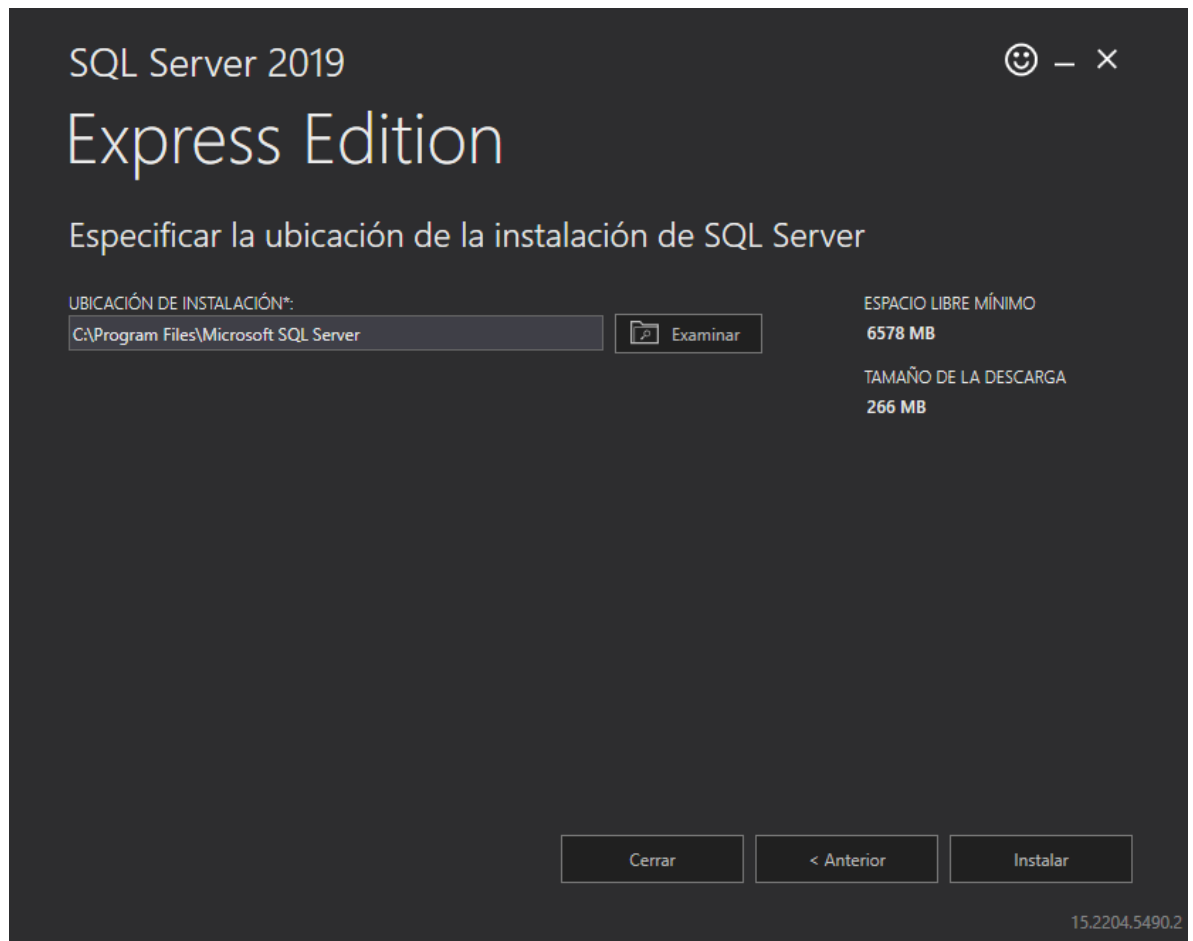 SQL Server 2019
Express Edition
Especificar la ubicación de la instalación de SQL Server
UBICACIÓN DE INSTALACIÓN*:
C:\Program Files\Microsoft SQL Server
Examinar
ESPACIO LIBRE MÍNIMO
6578 MB
TAMAÑO DE LA DESCARGA
266 MB
Cerrar
< Anterior
Instalar
15.2204.5490.2